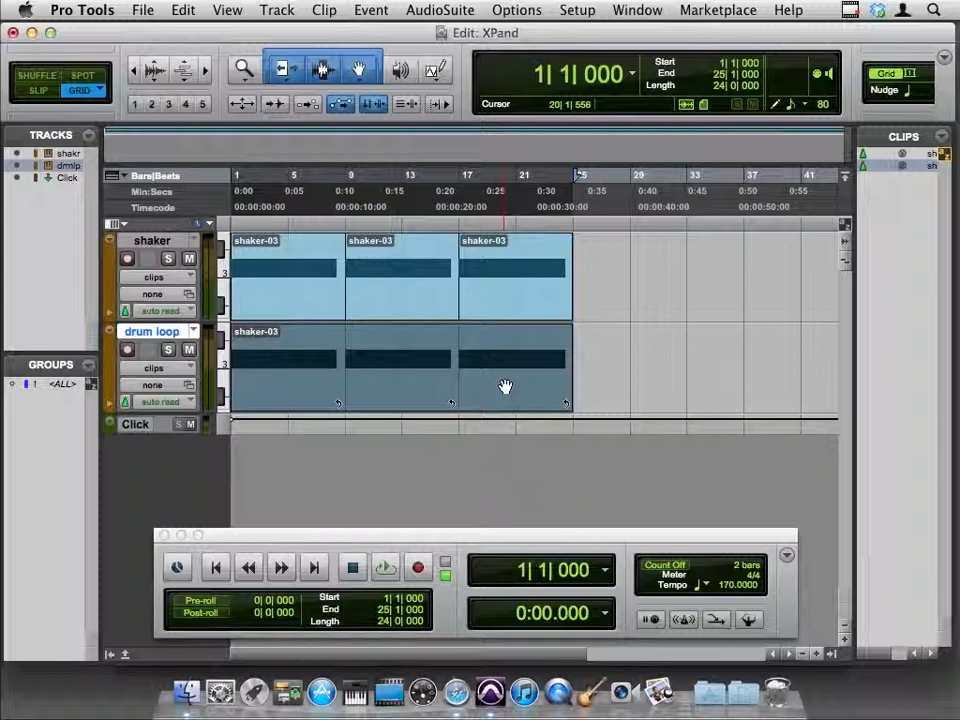 Pro Tools File Edit View Track Clip Event AudioSuite Options Setup Window Marketplace Help
Edit: XPand
SHUFFLE SPOT
SLIP GRID
1 2 3 4 5
1| 1| 000
Start 1| 1| 000
End 25| 1| 000
Length 24| 0| 000
Cursor 20| 1| 556
80
Grid
Nudge
TRACKS
shakr
drmlp
Click
CLIPS
sh
sh
Bars|Beats 1 5 9 13 17 21 25 29 33 37 41
Min:Secs 0:00 0:05 0:10 0:15 0:20 0:25 0:30 0:35 0:40 0:45 0:50 0:55
Timecode 00:00:00:00 00:00:10:00 00:00:20:00 00:00:30:00 00:00:40:00 00:00:50:00
shaker
S M
clips
none
auto read
3
shaker-03 shaker-03 shaker-03
drum loop
S M
clips
none
auto read
3
shaker-03
Click S M
GROUPS
1 <ALL>
1| 1| 000
0:00.000
Count Off 2 bars
Meter 4/4
Tempo 170.0000
Pre-roll 0| 0| 000
Post-roll 0| 0| 000
Start 1| 1| 000
End 25| 1| 000
Length 24| 0| 000